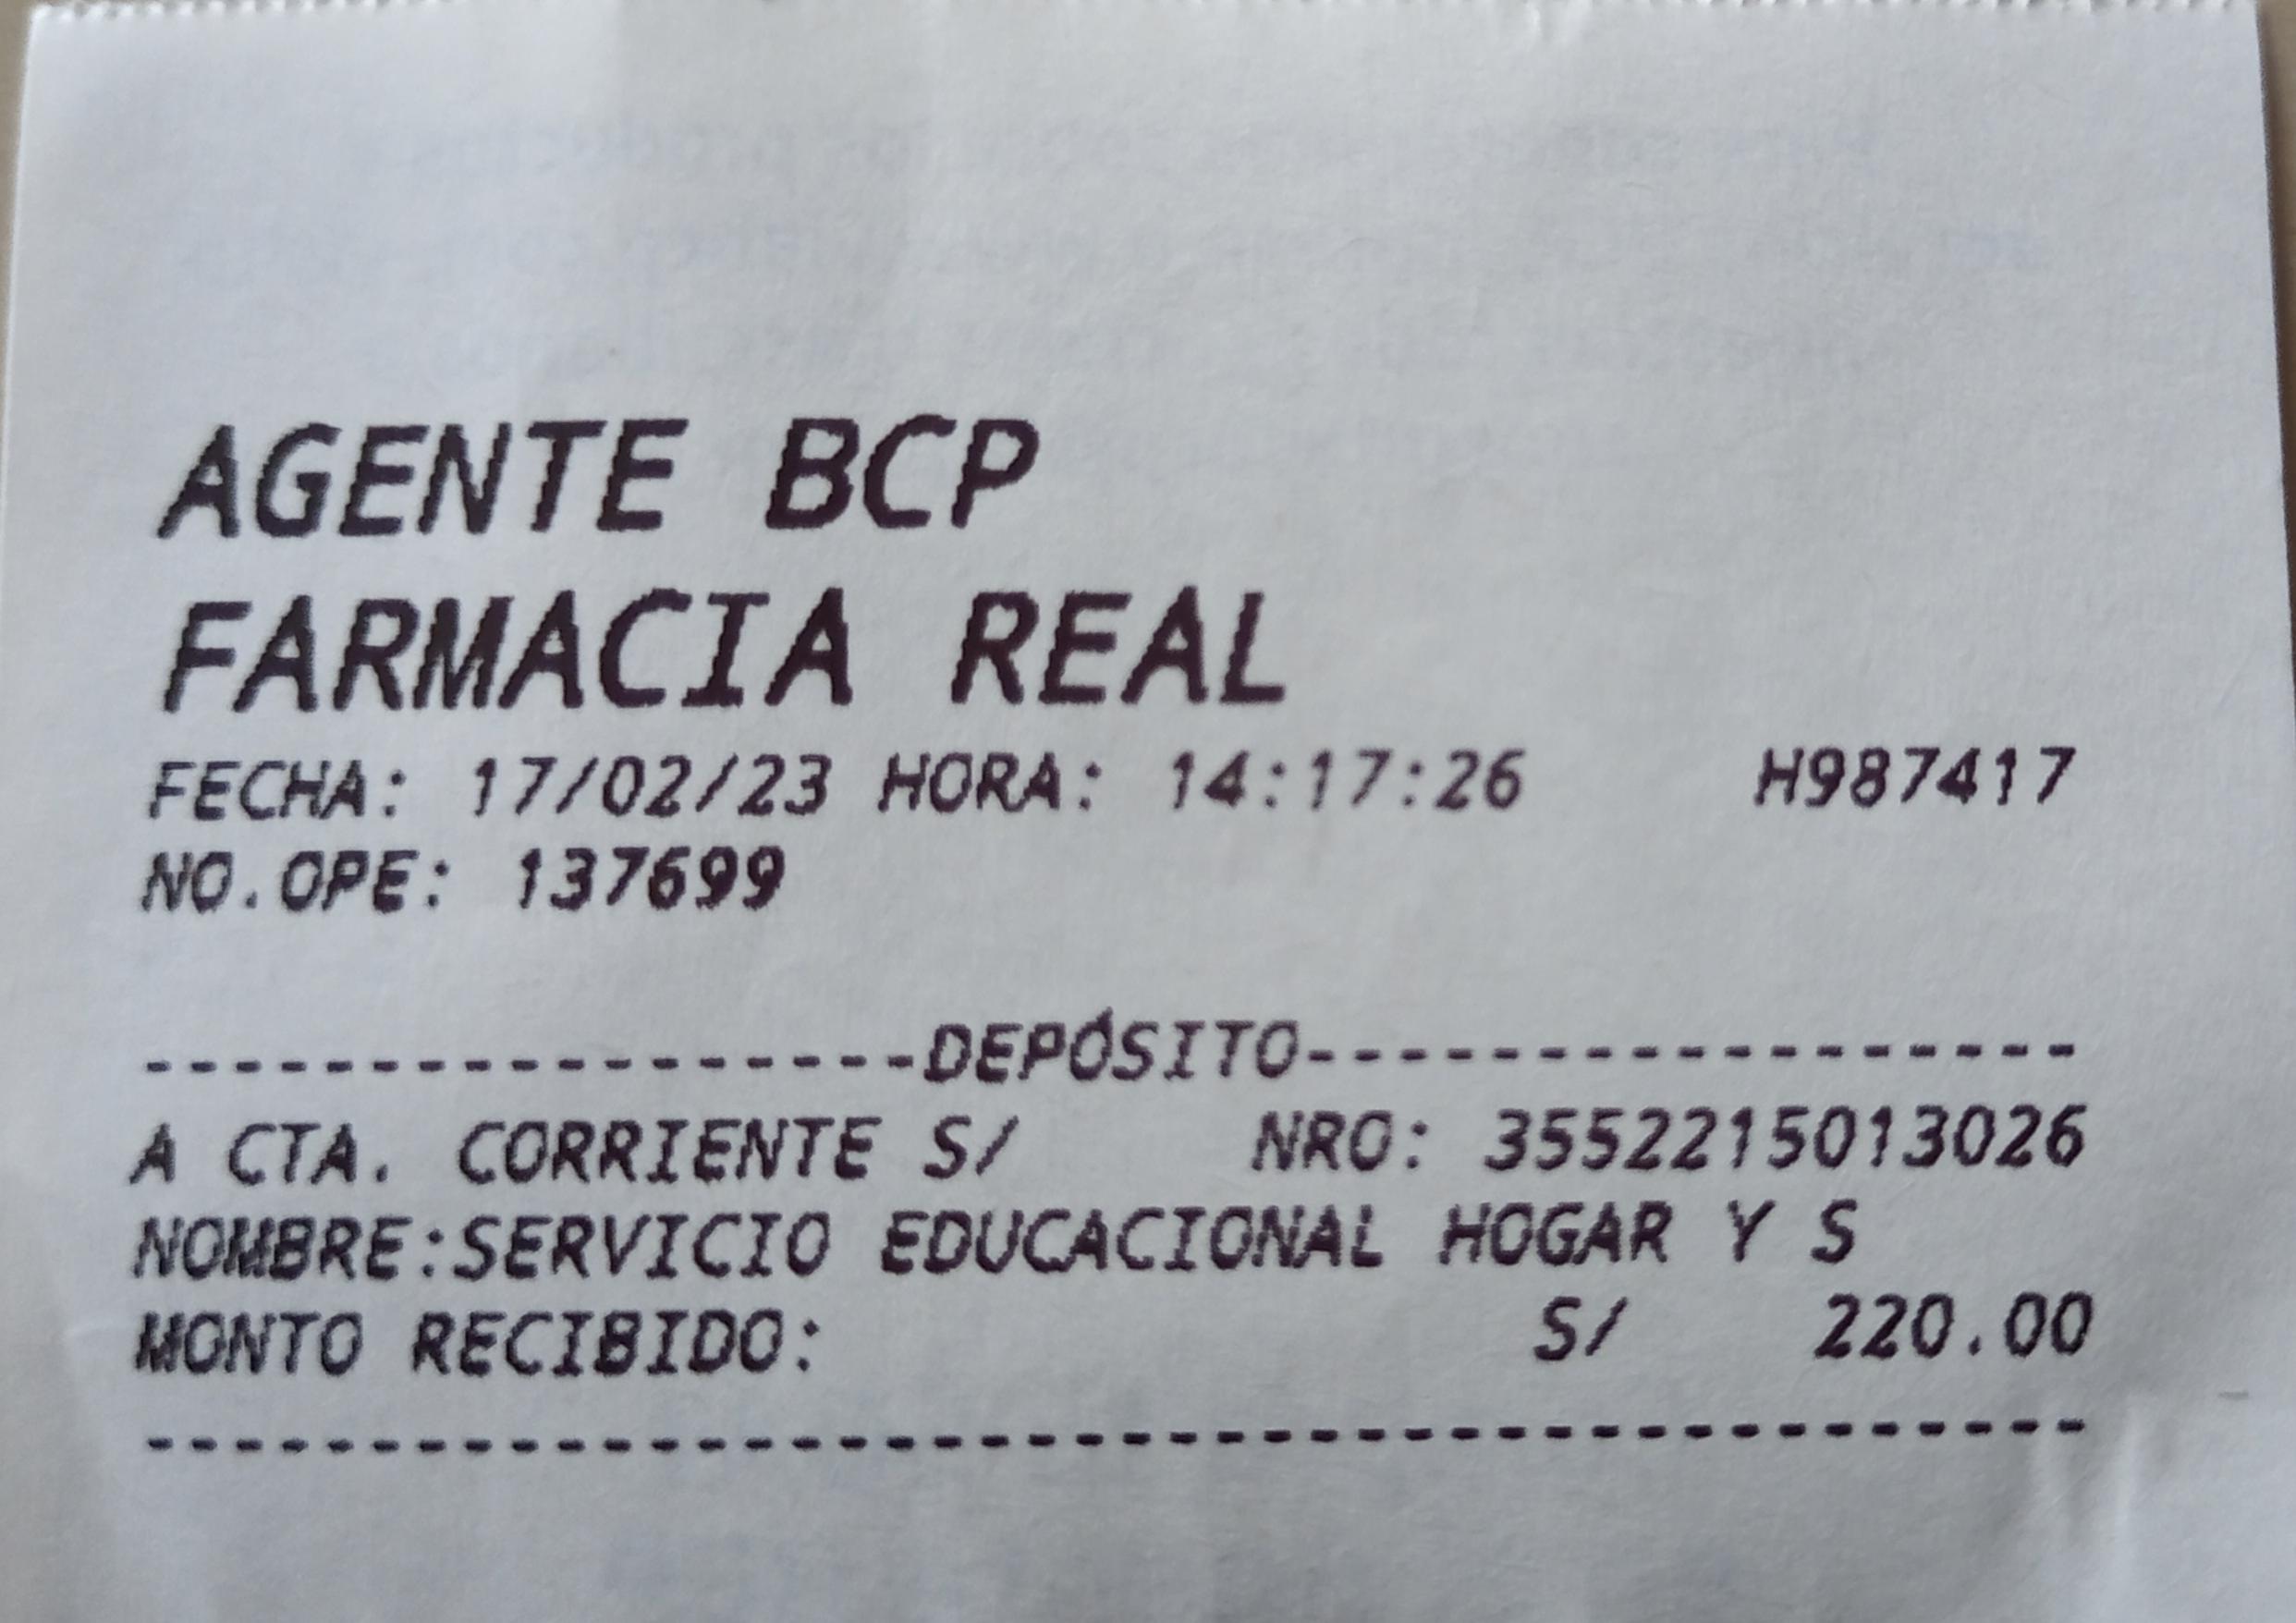 AGENTE BCP
FARMACIA REAL
FECHA: 17/02/23 HORA: 14:17:26 H987417
NO.OPE: 137699
------------------DEPÓSITO------------------
A CTA. CORRIENTE S/ NRO: 3552215013026
NOMBRE:SERVICIO EDUCACIONAL HOGAR Y S
MONTO RECIBIDO: S/ 220.00
--------------------------------------------